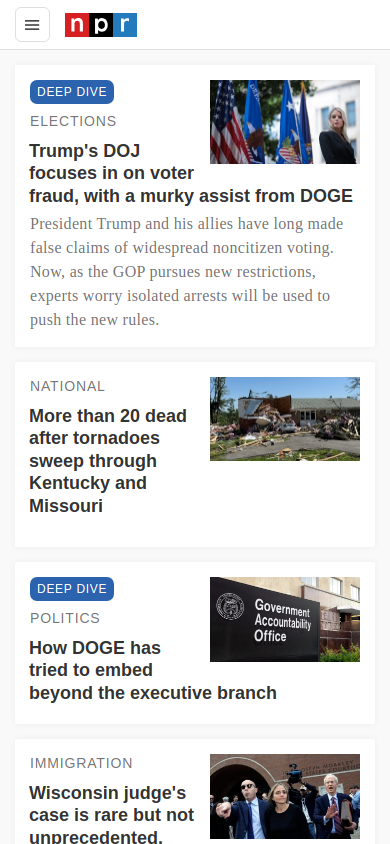 npr
DEEP DIVE
ELECTIONS
Trump's DOJ
focuses in on voter
fraud, with a murky assist from DOGE
President Trump and his allies have long made
false claims of widespread noncitizen voting.
Now, as the GOP pursues new restrictions,
experts worry isolated arrests will be used to
push the new rules.
NATIONAL
More than 20 dead
after tornadoes
sweep through
Kentucky and
Missouri
DEEP DIVE
POLITICS
How DOGE has
tried to embed
beyond the executive branch
Government
Accountability
Office
IMMIGRATION
Wisconsin judge's
case is rare but not
unprecedented.